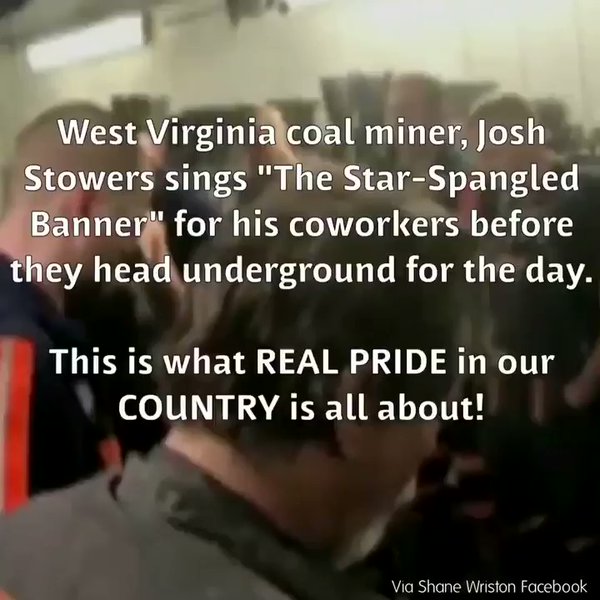 West Virginia coal miner, Josh
Stowers sings "The Star-Spangled
Banner" for his coworkers before
they head underground for the day.
This is what REAL PRIDE in our
COUNTRY is all about!
Via Shane Wriston Facebook